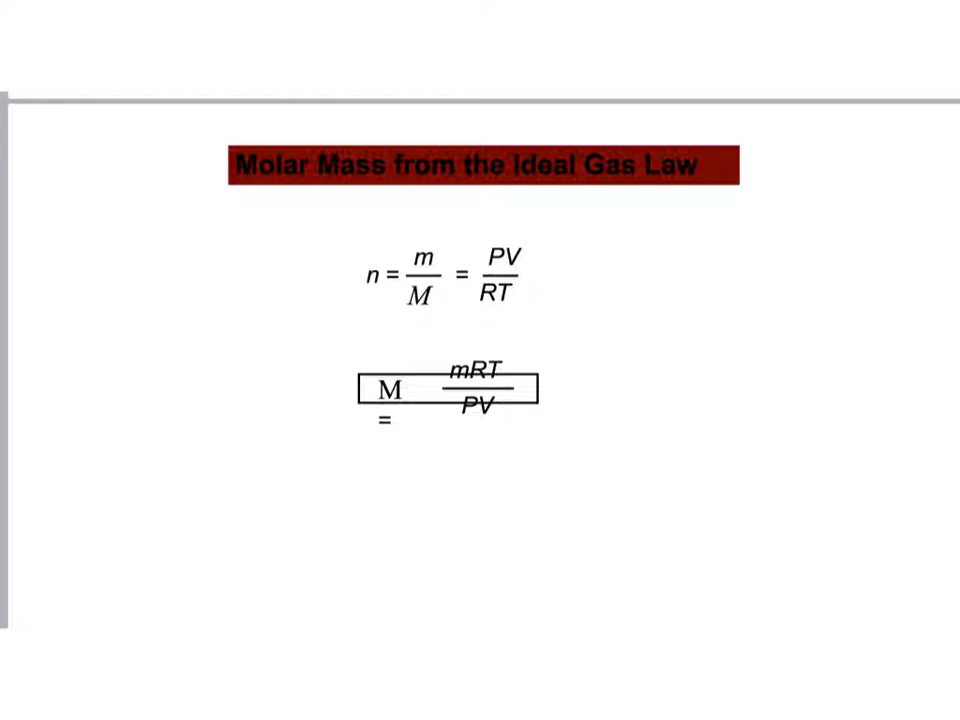 Molar Mass from the Ideal Gas Law
n = m/M = PV/RT
M = mRT/PV